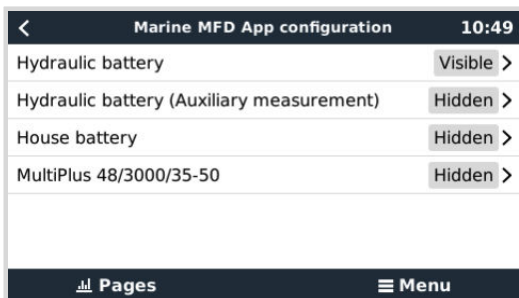 Marine MFD App configuration 10:49
Hydraulic battery Visible
Hydraulic battery (Auxiliary measurement) Hidden
House battery Hidden
MultiPlus 48/3000/35-50 Hidden
Pages Menu